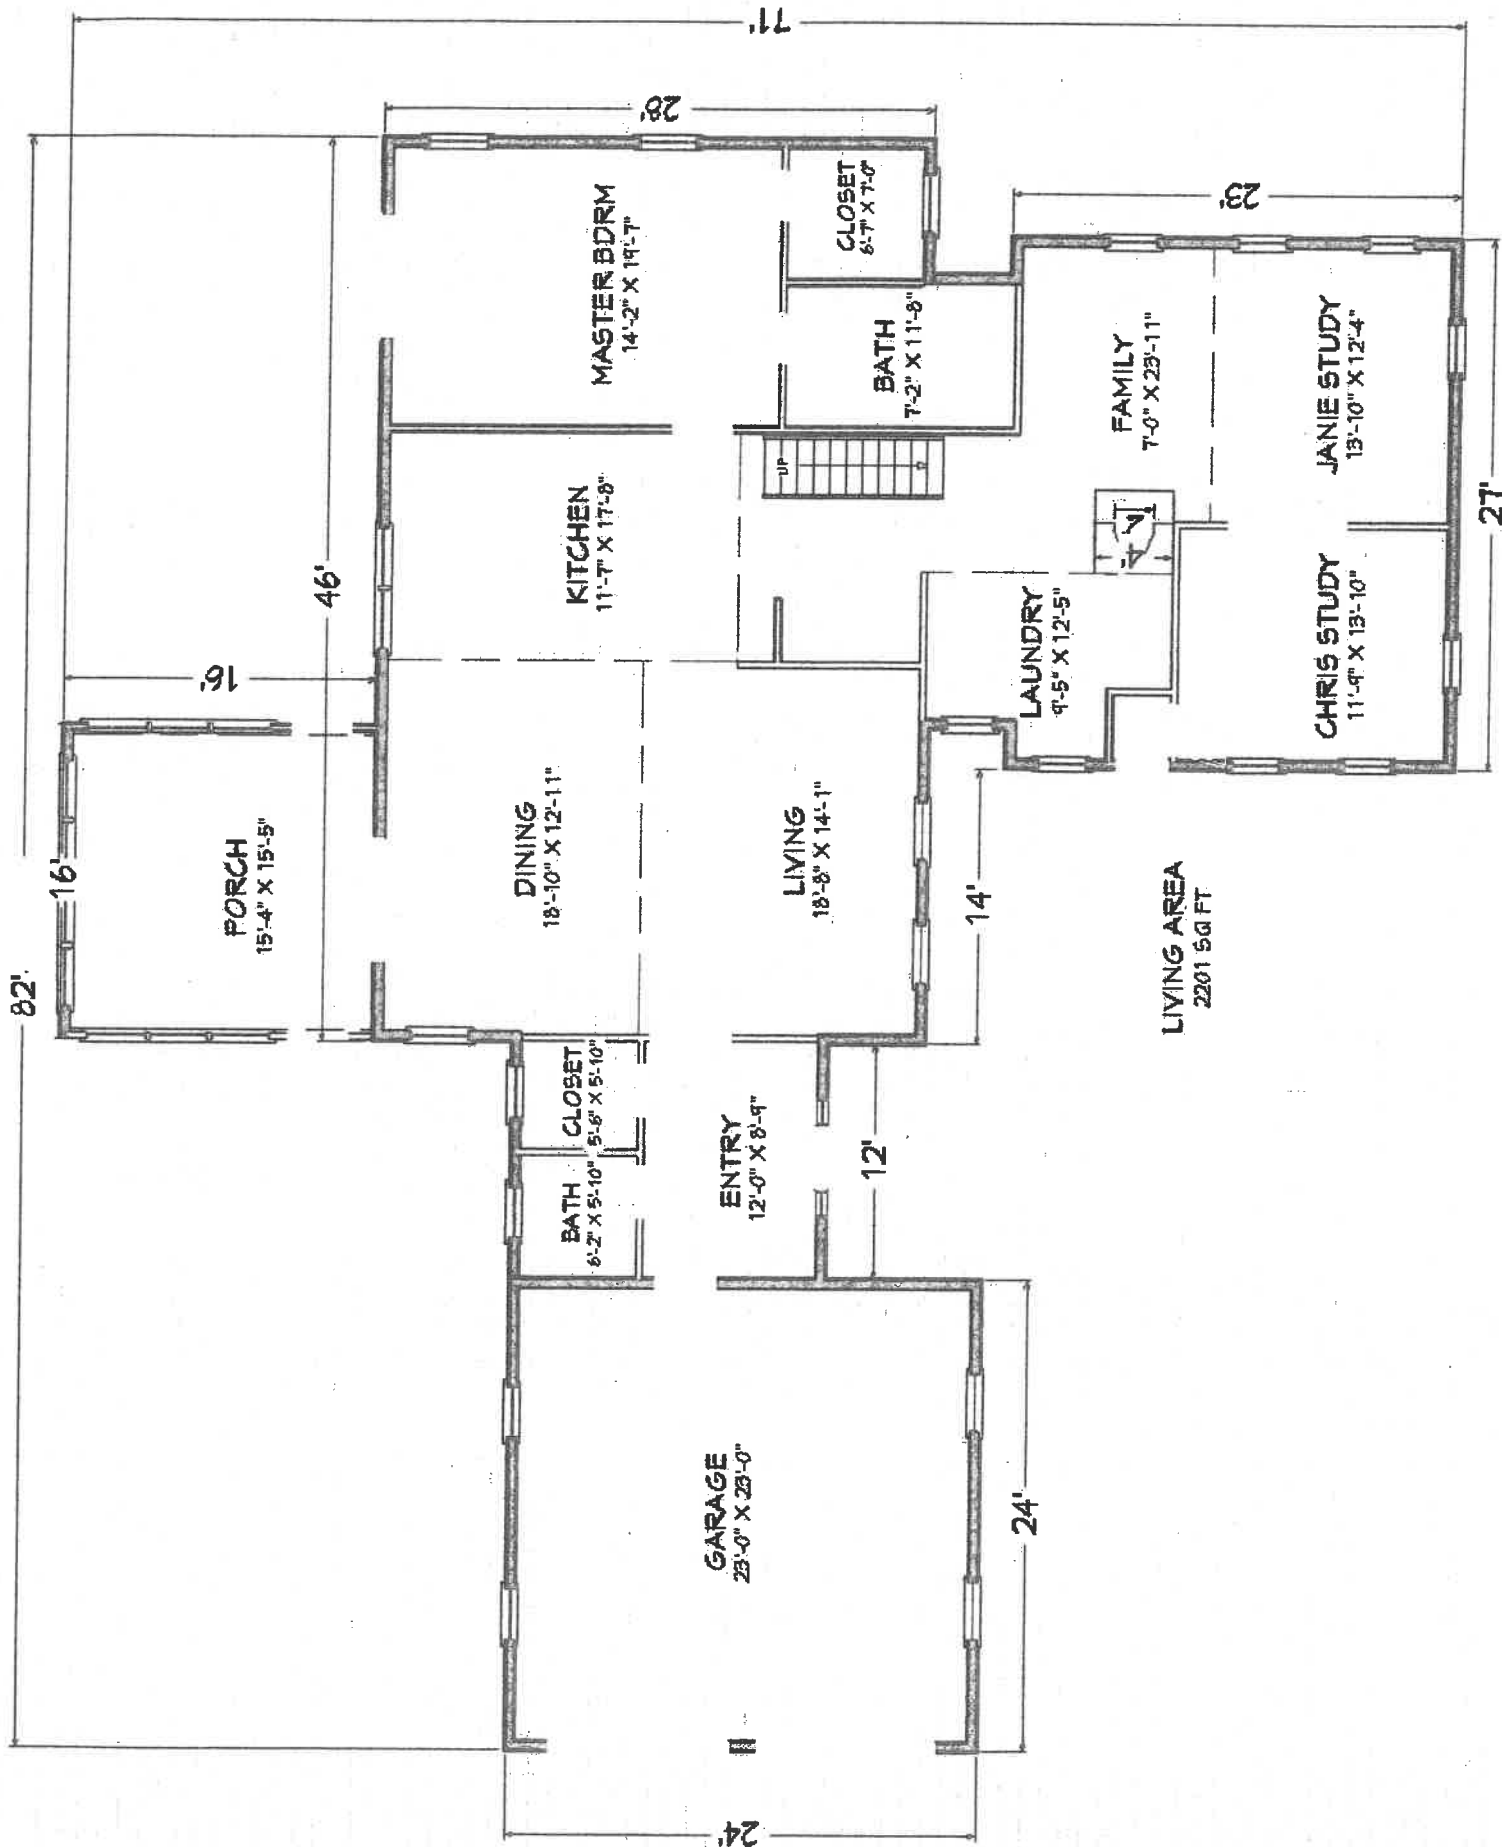 82'
71'
46'
16'
16'
28'
23'
PORCH
15'-4" X 15'-5"
MASTER BDRM
14'-2" X 19'-7"
CLOSET
6'-7" X 7'-0"
BATH
7'-2" X 11'-8"
KITCHEN
11'-7" X 17'-8"
UP
DINING
18'-10" X 12'-11"
LIVING
18'-8" X 14'-1"
FAMILY
7'-0" X 23'-11"
JANIE STUDY
13'-10" X 12'-4"
CHRIS STUDY
11'-9" X 13'-10"
LAUNDRY
9'-5" X 12'-5"
4'
CLOSET
5'-6" X 5'-10"
BATH
6'-2" X 5'-10"
ENTRY
12'-0" X 8'-9"
GARAGE
23'-0" X 23'-0"
14'
12'
24'
24'
27'
LIVING AREA
2201 SQ FT